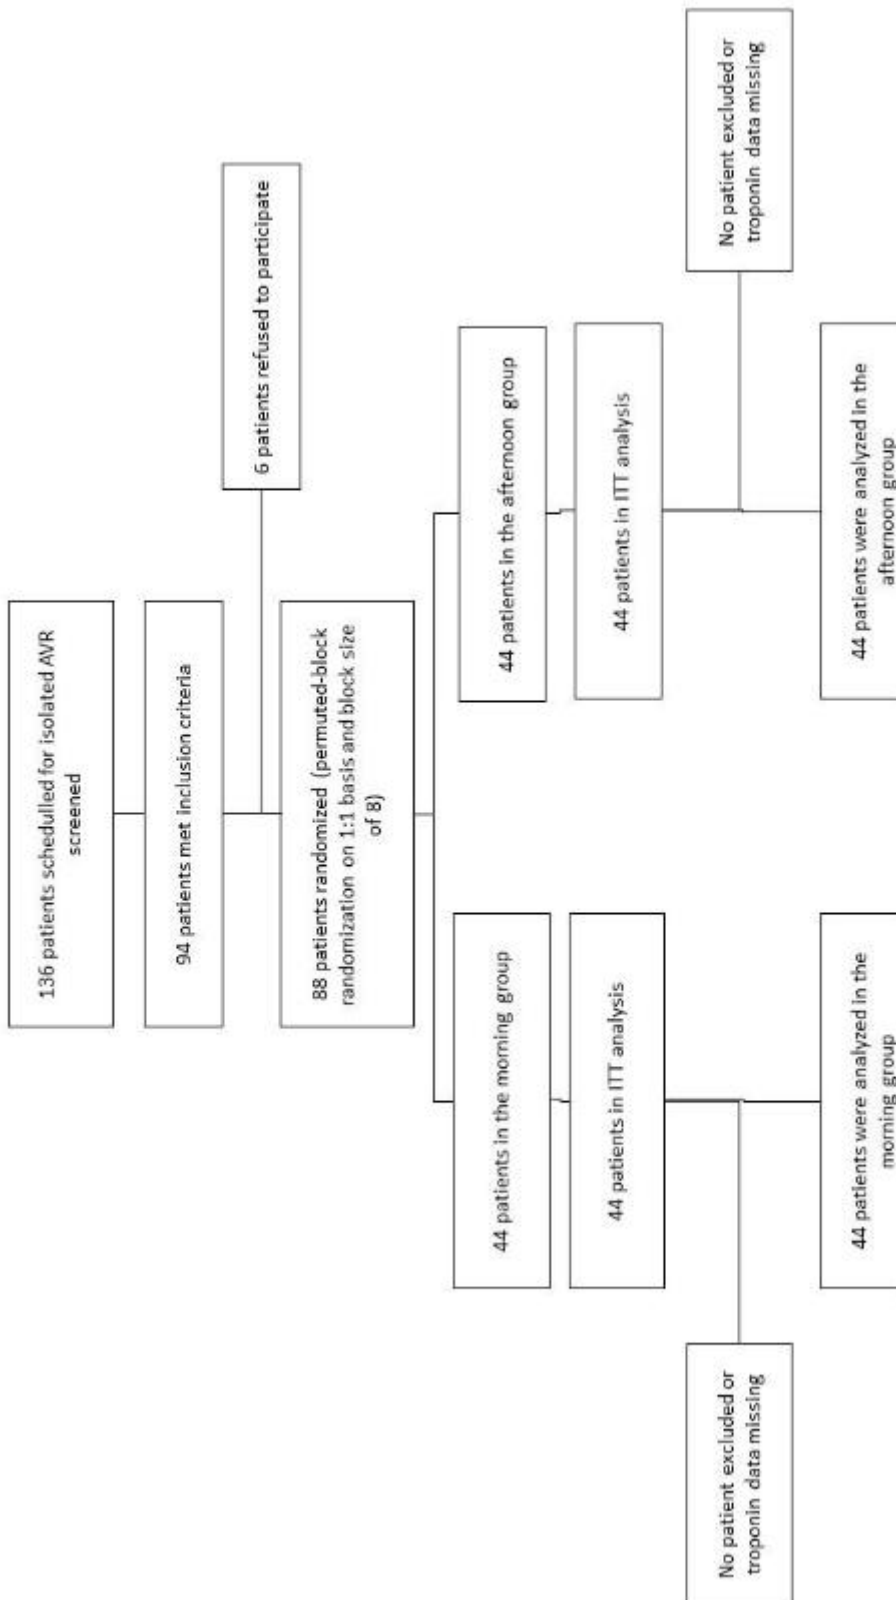 136 patients schedulled for isolated AVR
screened
94 patients met inclusion criteria
6 patients refused to participate
88 patients randomized (permuted-block
randomization on 1:1 basis and block size
of 8)
44 patients in the morning group
44 patients in the afternoon group
44 patients in ITT analysis
44 patients in ITT analysis
No patient excluded or
troponin data missing
No patient excluded or
troponin data missing
44 patients were analyzed in the
morning group
44 patients were analyzed in the
afternoon group